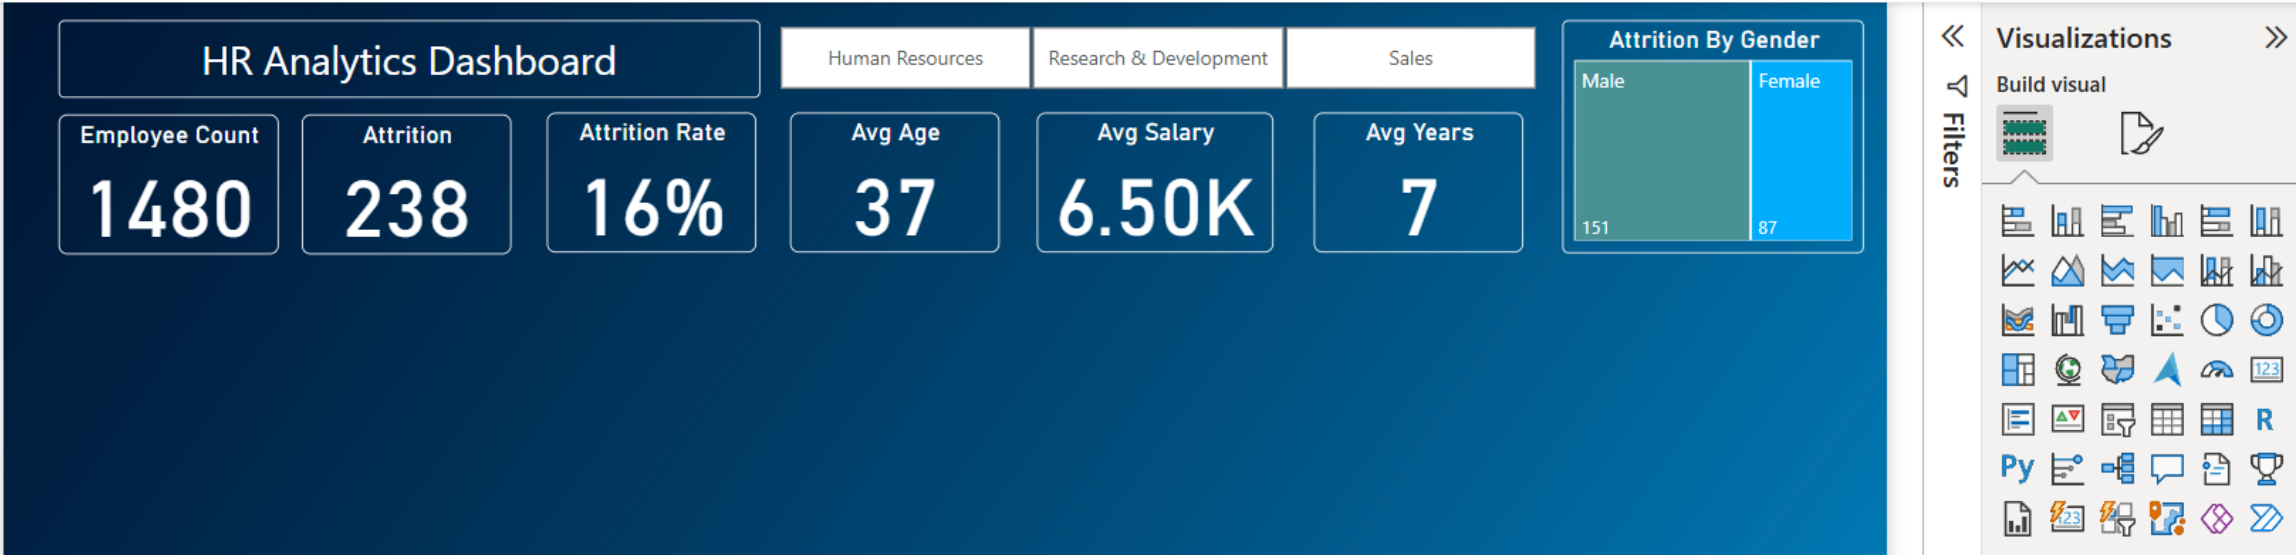 HR Analytics Dashboard
Human Resources
Research & Development
Sales
Attrition By Gender
Male
Female
151
87
Employee Count
1480
Attrition
238
Attrition Rate
16%
Avg Age
37
Avg Salary
6.50K
Avg Years
7
Filters
Visualizations
Build visual
123
R
Py
123